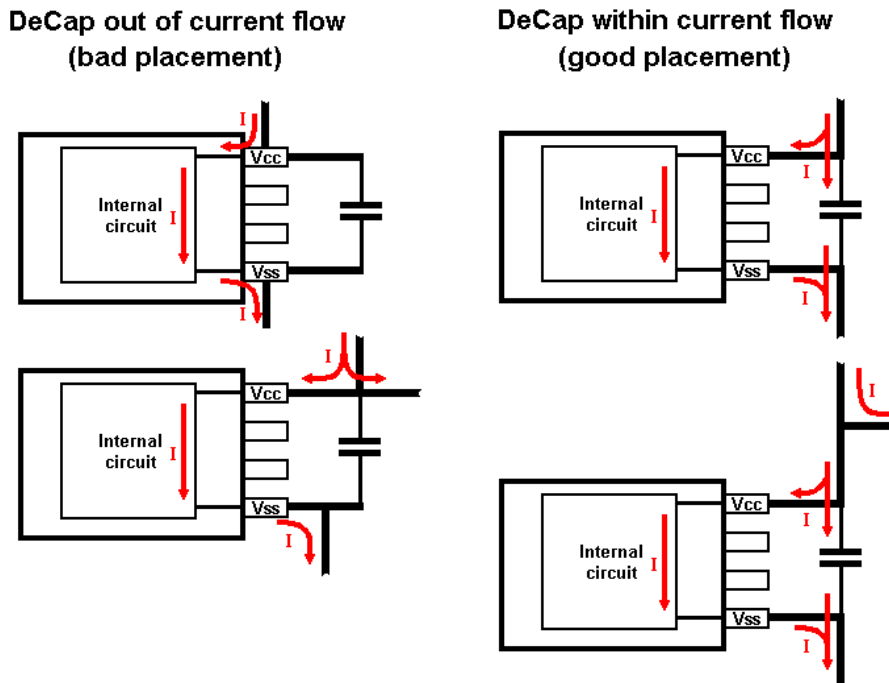 DeCap out of current flow
(bad placement)
DeCap within current flow
(good placement)
I
Vcc
Internal
circuit
I
Vss
I
I
Vcc
I
Internal
circuit
I
Vss
I
I
Vcc
Internal
circuit
I
Vss
I
I
I
Vcc
I
Internal
circuit
I
Vss
I